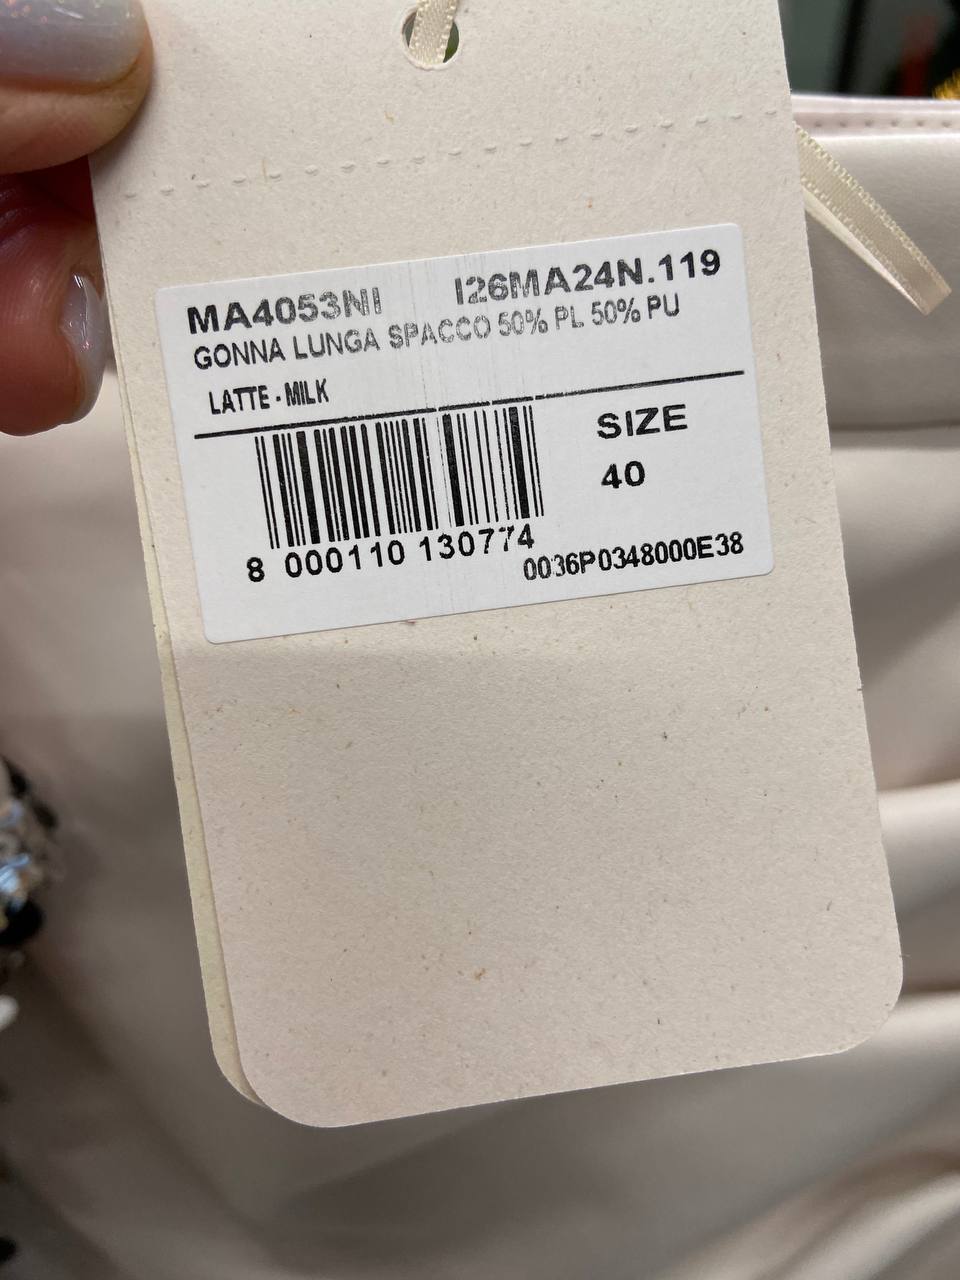 MA4053NI I26MA24N.119
GONNA LUNGA SPACCO 50% PL 50% PU
LATTE - MILK
SIZE
40
8 000110 130774
0036P0348000E38